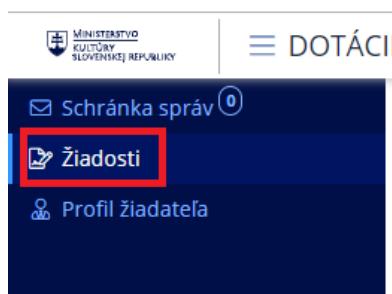 MINISTERSTVO
KULTÚRY
SLOVENSKEJ REPUBLIKY
DOTÁCI
Schránka správ 0
Žiadosti
Profil žiadateľa